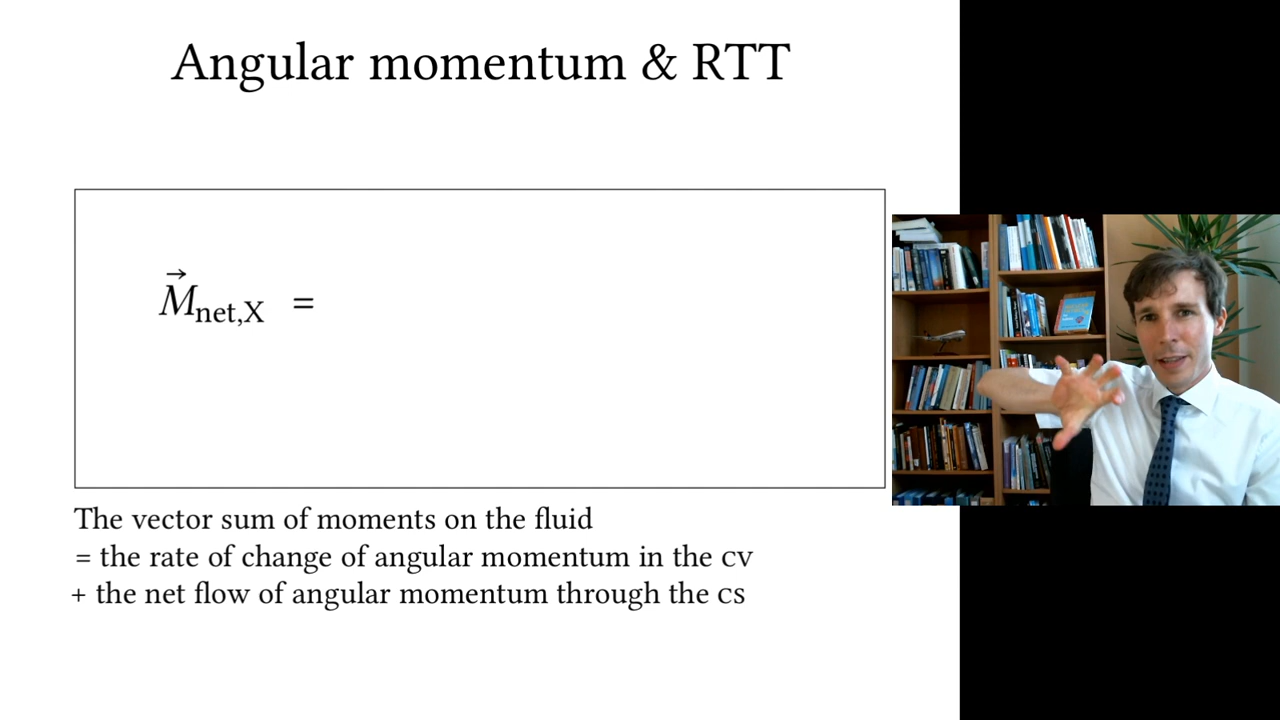 Angular momentum & RTT
M⃗net,X =
The vector sum of moments on the fluid
= the rate of change of angular momentum in the CV
+ the net flow of angular momentum through the CS